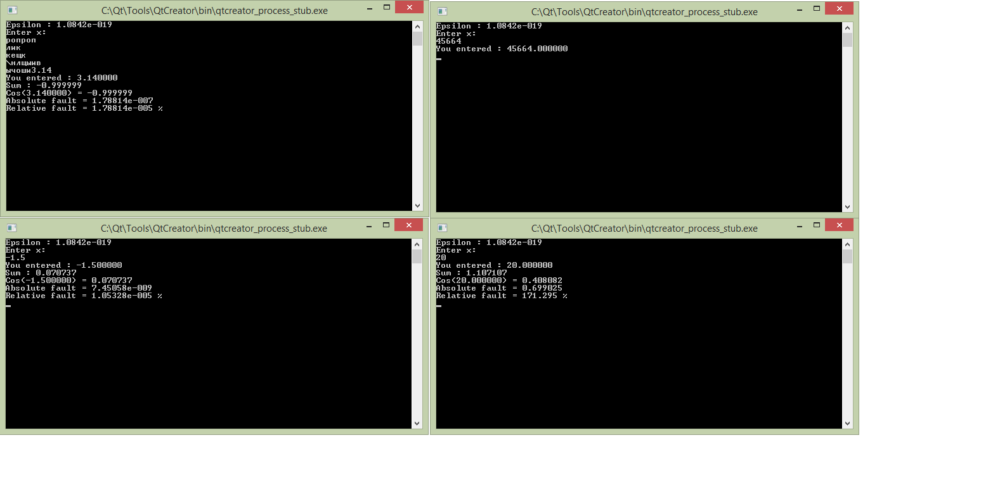 C:\Qt\Tools\QtCreator\bin\qtcreator_process_stub.exe
Epsilon : 1.0842e-019
Enter x:
ропроп
лик
кещк
\нлщыив
ычоши3.14
You entered : 3.140000
Sum : -0.999999
Cos(3.140000) = -0.999999
Absolute fault = 1.78814e-007
Relative fault = 1.78814e-005 %
C:\Qt\Tools\QtCreator\bin\qtcreator_process_stub.exe
Epsilon : 1.0842e-019
Enter x:
45664
You entered : 45664.000000
C:\Qt\Tools\QtCreator\bin\qtcreator_process_stub.exe
Epsilon : 1.0842e-019
Enter x:
-1.5
You entered : -1.500000
Sum : 0.070737
Cos(-1.500000) = 0.070737
Absolute fault = 7.45058e-009
Relative fault = 1.05328e-005 %
C:\Qt\Tools\QtCreator\bin\qtcreator_process_stub.exe
Epsilon : 1.0842e-019
Enter x:
20
You entered : 20.000000
Sum : 1.107107
Cos(20.000000) = 0.408082
Absolute fault = 0.699025
Relative fault = 171.295 %